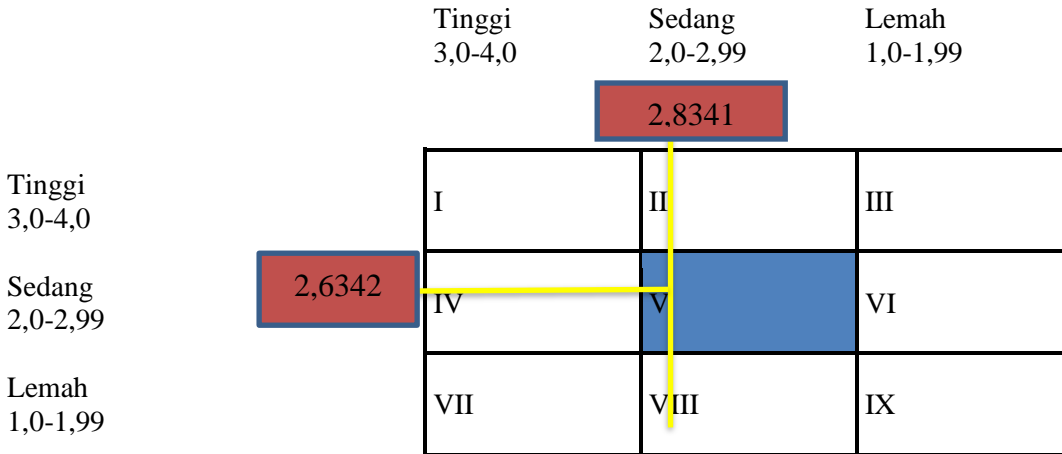 Tinggi
3,0-4,0
Sedang
2,0-2,99
Lemah
1,0-1,99
2,8341
Tinggi
3,0-4,0
I
II
III
Sedang
2,0-2,99
2,6342
IV
V
VI
Lemah
1,0-1,99
VII
VIII
IX